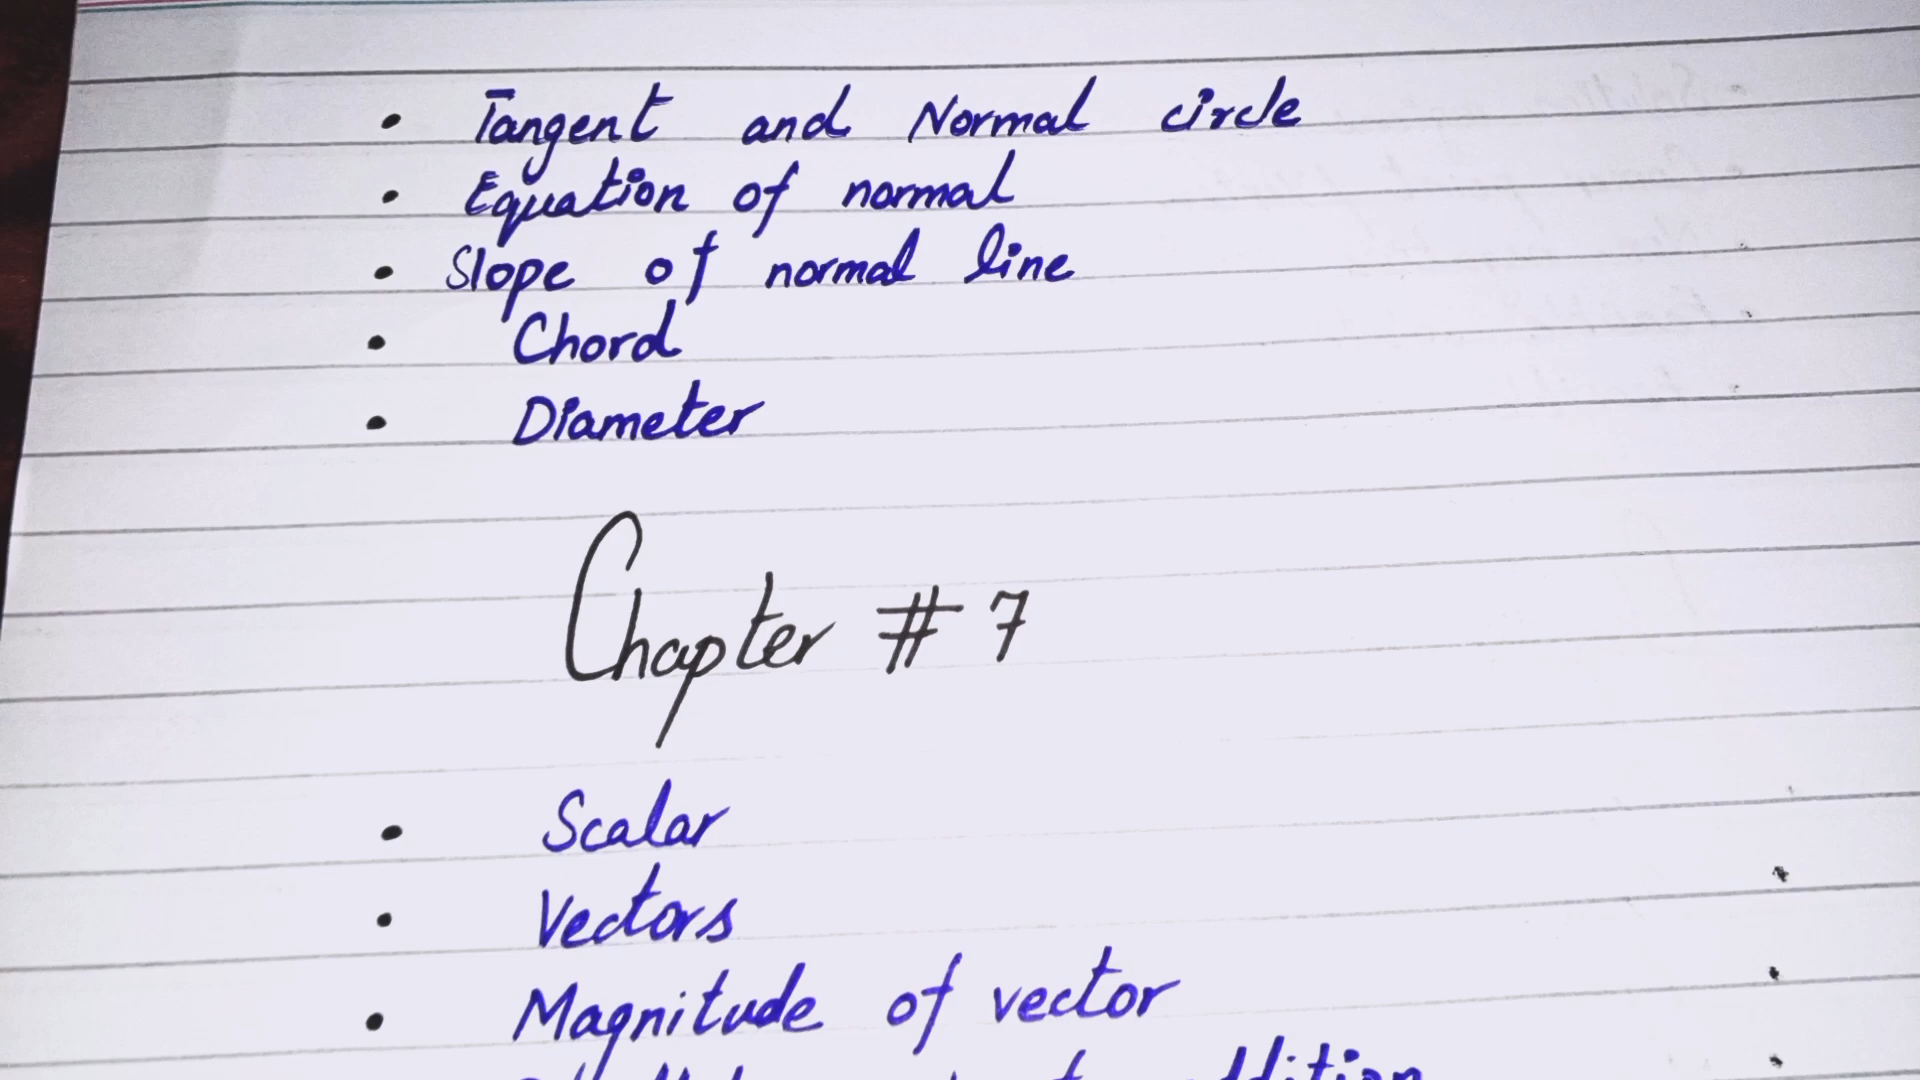 • Tangent and Normal circle
• Equation of normal
• Slope of normal line
• Chord
• Diameter
Chapter # 7
• Scalar
• Vectors
• Magnitude of vector
addition